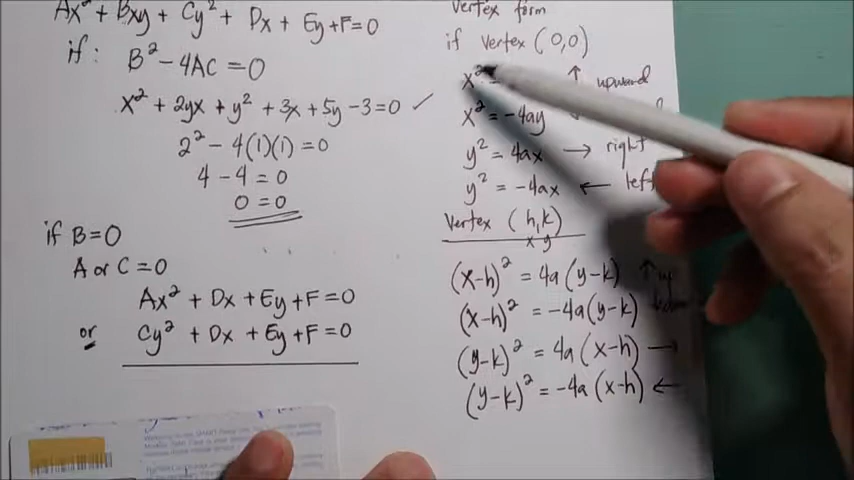 Ax² + Bxy + Cy² + Dx + Ey + F = 0
if: B² - 4AC = 0
x² + 2yx + y² + 3x + 5y - 3 = 0 ✓
2² - 4(1)(1) = 0
4 - 4 = 0
0 = 0
if B = 0
A or C = 0
Ax² + Dx + Ey + F = 0
or Cy² + Dx + Ey + F = 0
Vertex form
if Vertex (0,0)
x² = ↑ upward
x² = -4ay
y² = 4ax → right
y² = -4ax ← left
Vertex (h,k)
x y
(x-h)² = 4a(y-k) ↑ up
(x-h)² = -4a(y-k)
(y-k)² = 4a(x-h) →
(y-k)² = -4a(x-h) ←